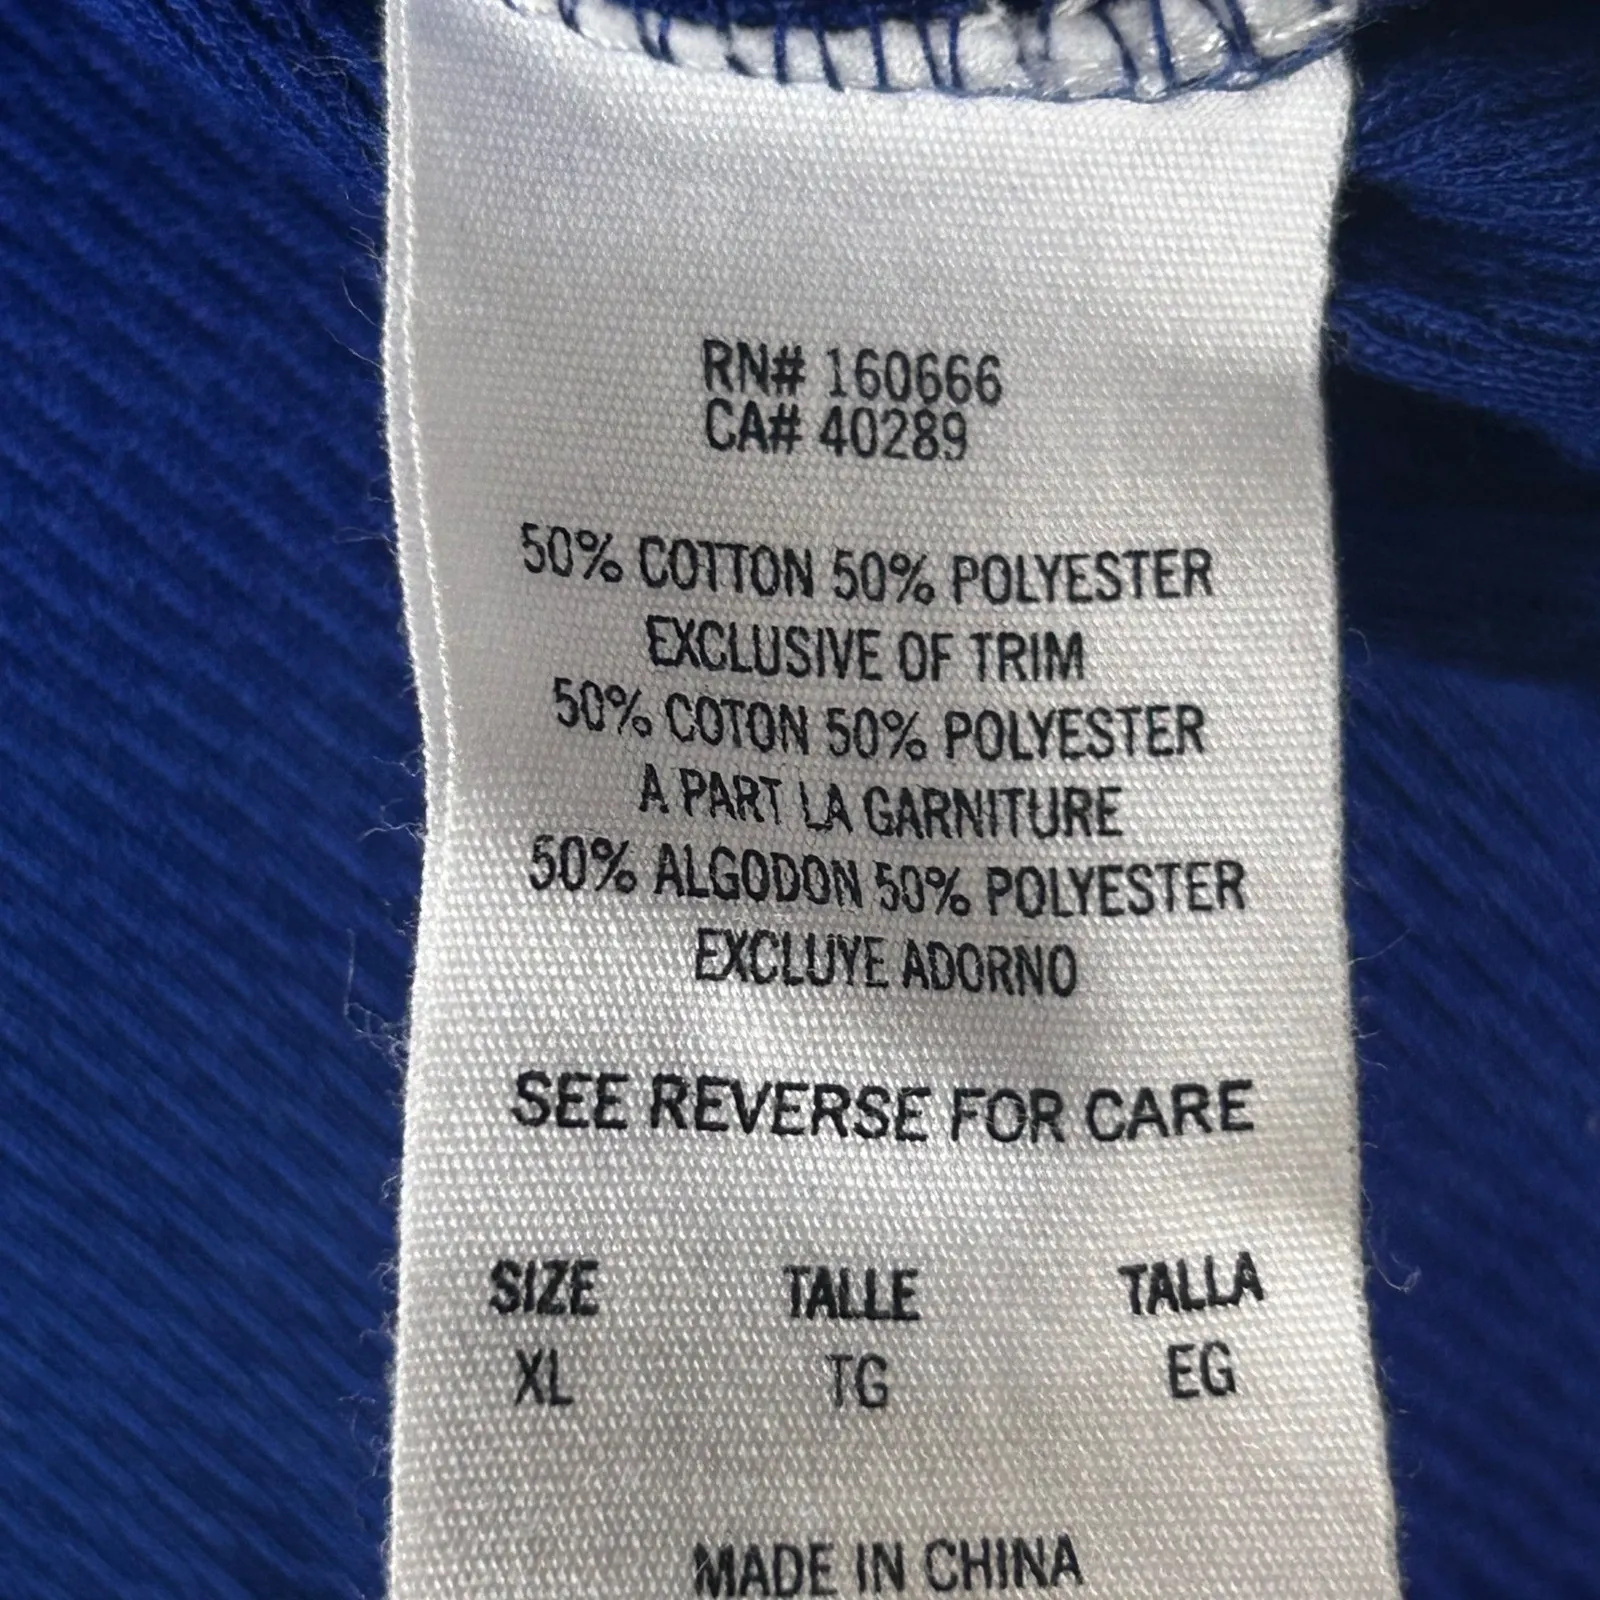 RN# 160666
CA# 40289
50% COTTON 50% POLYESTER
EXCLUSIVE OF TRIM
50% COTON 50% POLYESTER
A PART LA GARNITURE
50% ALGODON 50% POLYESTER
EXCLUYE ADORNO
SEE REVERSE FOR CARE
SIZE TALLE TALLA
XL TG EG
MADE IN CHINA